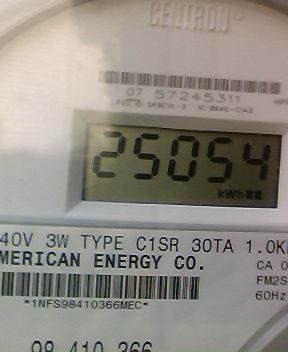 CENTRON®
07 57245311
25054
kWh
40V 3W TYPE C1SR 30TA 1.0K
MERICAN ENERGY CO.
CA 0
FM2S
60Hz
*1NFS98410366MEC*
98 410 366